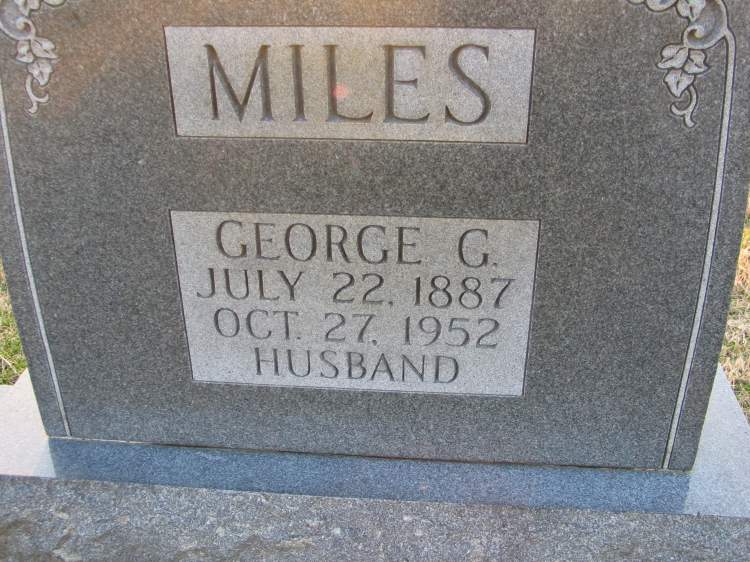 MILES
GEORGE G.
JULY 22, 1887
OCT. 27, 1952
HUSBAND